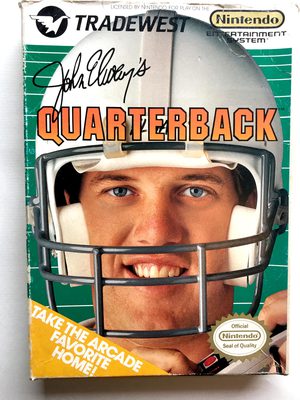 LICENSED BY NINTENDO FOR PLAY ON THE
TRADEWEST
Nintendo
ENTERTAINMENT
SYSTEM
John Elway's
QUARTERBACK
TAKE THE ARCADE
FAVORITE
HOME!
Official
Nintendo
Seal of Quality